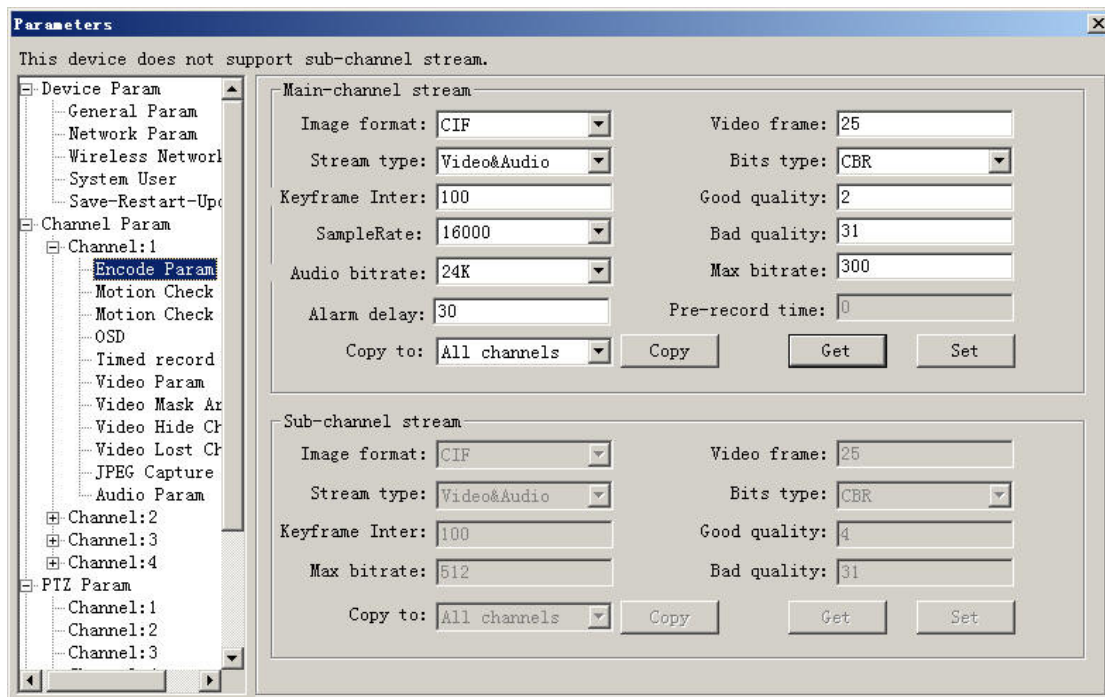 Parameters
This device does not support sub-channel stream.
Device Param
General Param
Network Param
Wireless Network
System User
Save-Restart-Upd
Channel Param
Channel:1
Encode Param
Motion Check
Motion Check
OSD
Timed record
Video Param
Video Mask Ar
Video Hide Ch
Video Lost Ch
JPEG Capture
Audio Param
Channel:2
Channel:3
Channel:4
PTZ Param
Channel:1
Channel:2
Channel:3
Main-channel stream
Image format: CIF Video frame: 25
Stream type: Video&Audio Bits type: CBR
Keyframe Inter: 100 Good quality: 2
SampleRate: 16000 Bad quality: 31
Audio bitrate: 24K Max bitrate: 300
Alarm delay: 30 Pre-record time: 0
Copy to: All channels Copy Get Set
Sub-channel stream
Image format: CIF Video frame: 25
Stream type: Video&Audio Bits type: CBR
Keyframe Inter: 100 Good quality: 4
Max bitrate: 512 Bad quality: 31
Copy to: All channels Copy Get Set